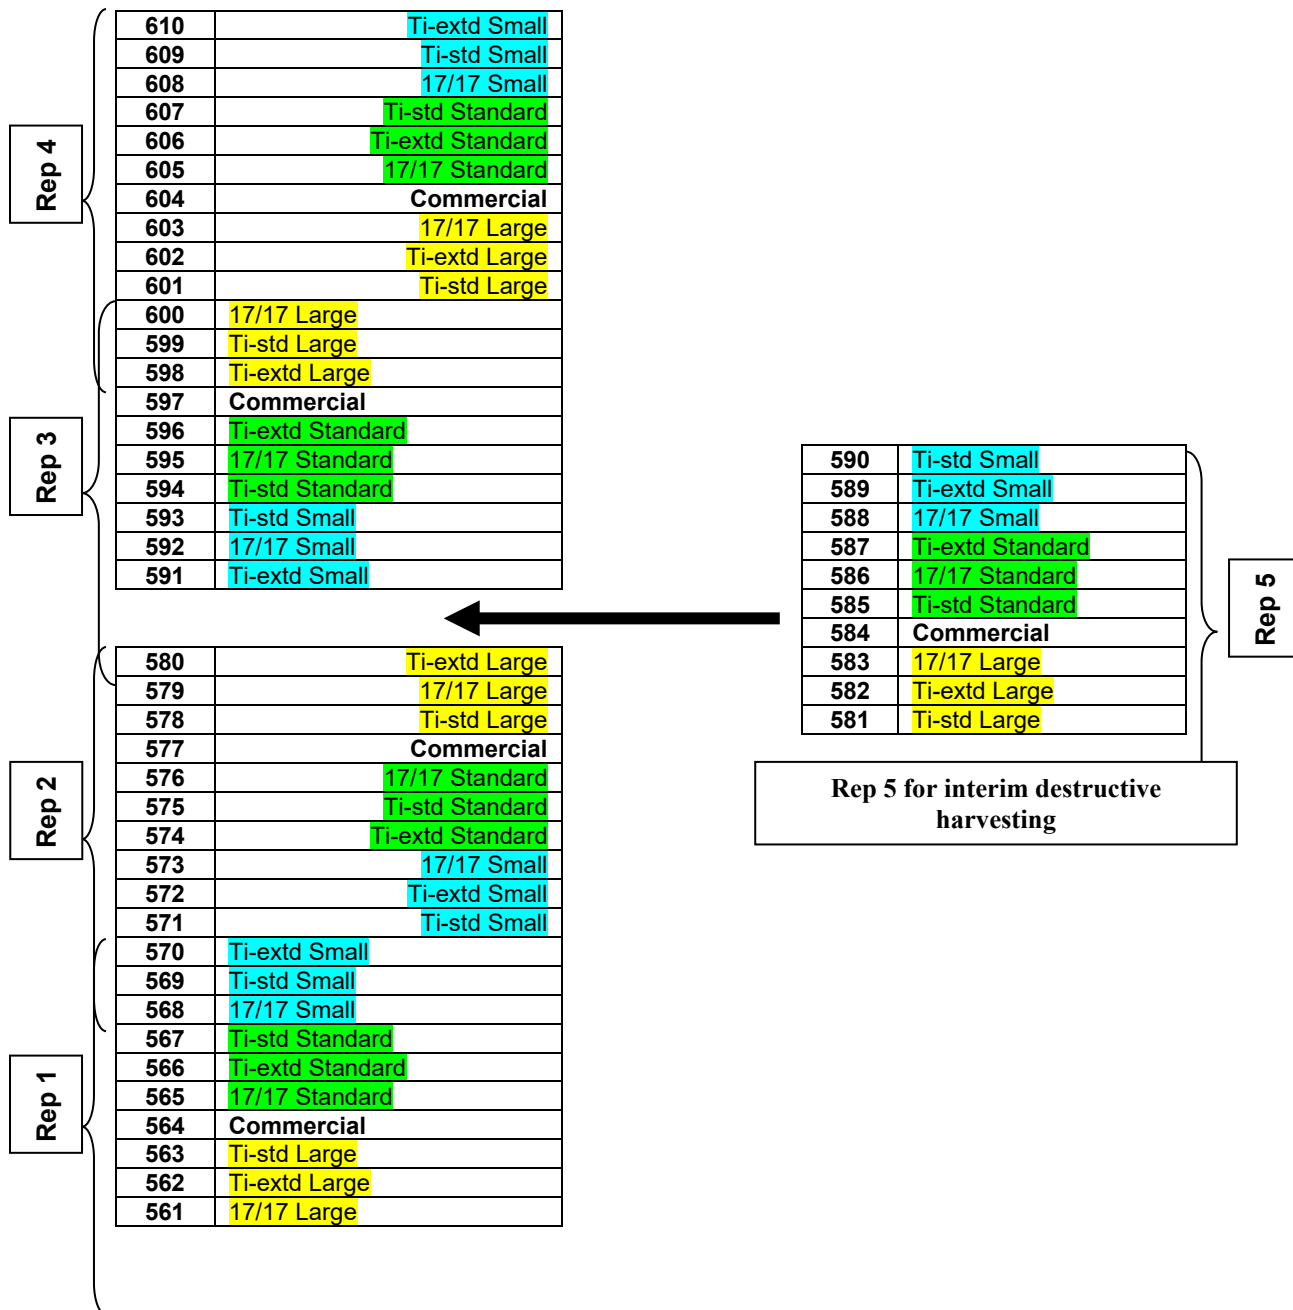 Rep 4
610 Ti-extd Small
609 Ti-std Small
608 17/17 Small
607 Ti-std Standard
606 Ti-extd Standard
605 17/17 Standard
604 Commercial
603 17/17 Large
602 Ti-extd Large
601 Ti-std Large
Rep 3
600 17/17 Large
599 Ti-std Large
598 Ti-extd Large
597 Commercial
596 Ti-extd Standard
595 17/17 Standard
594 Ti-std Standard
593 Ti-std Small
592 17/17 Small
591 Ti-extd Small
Rep 5
590 Ti-std Small
589 Ti-extd Small
588 17/17 Small
587 Ti-extd Standard
586 17/17 Standard
585 Ti-std Standard
584 Commercial
583 17/17 Large
582 Ti-extd Large
581 Ti-std Large
Rep 5 for interim destructive
harvesting
Rep 2
580 Ti-extd Large
579 17/17 Large
578 Ti-std Large
577 Commercial
576 17/17 Standard
575 Ti-std Standard
574 Ti-extd Standard
573 17/17 Small
572 Ti-extd Small
571 Ti-std Small
Rep 1
570 Ti-extd Small
569 Ti-std Small
568 17/17 Small
567 Ti-std Standard
566 Ti-extd Standard
565 17/17 Standard
564 Commercial
563 Ti-std Large
562 Ti-extd Large
561 17/17 Large